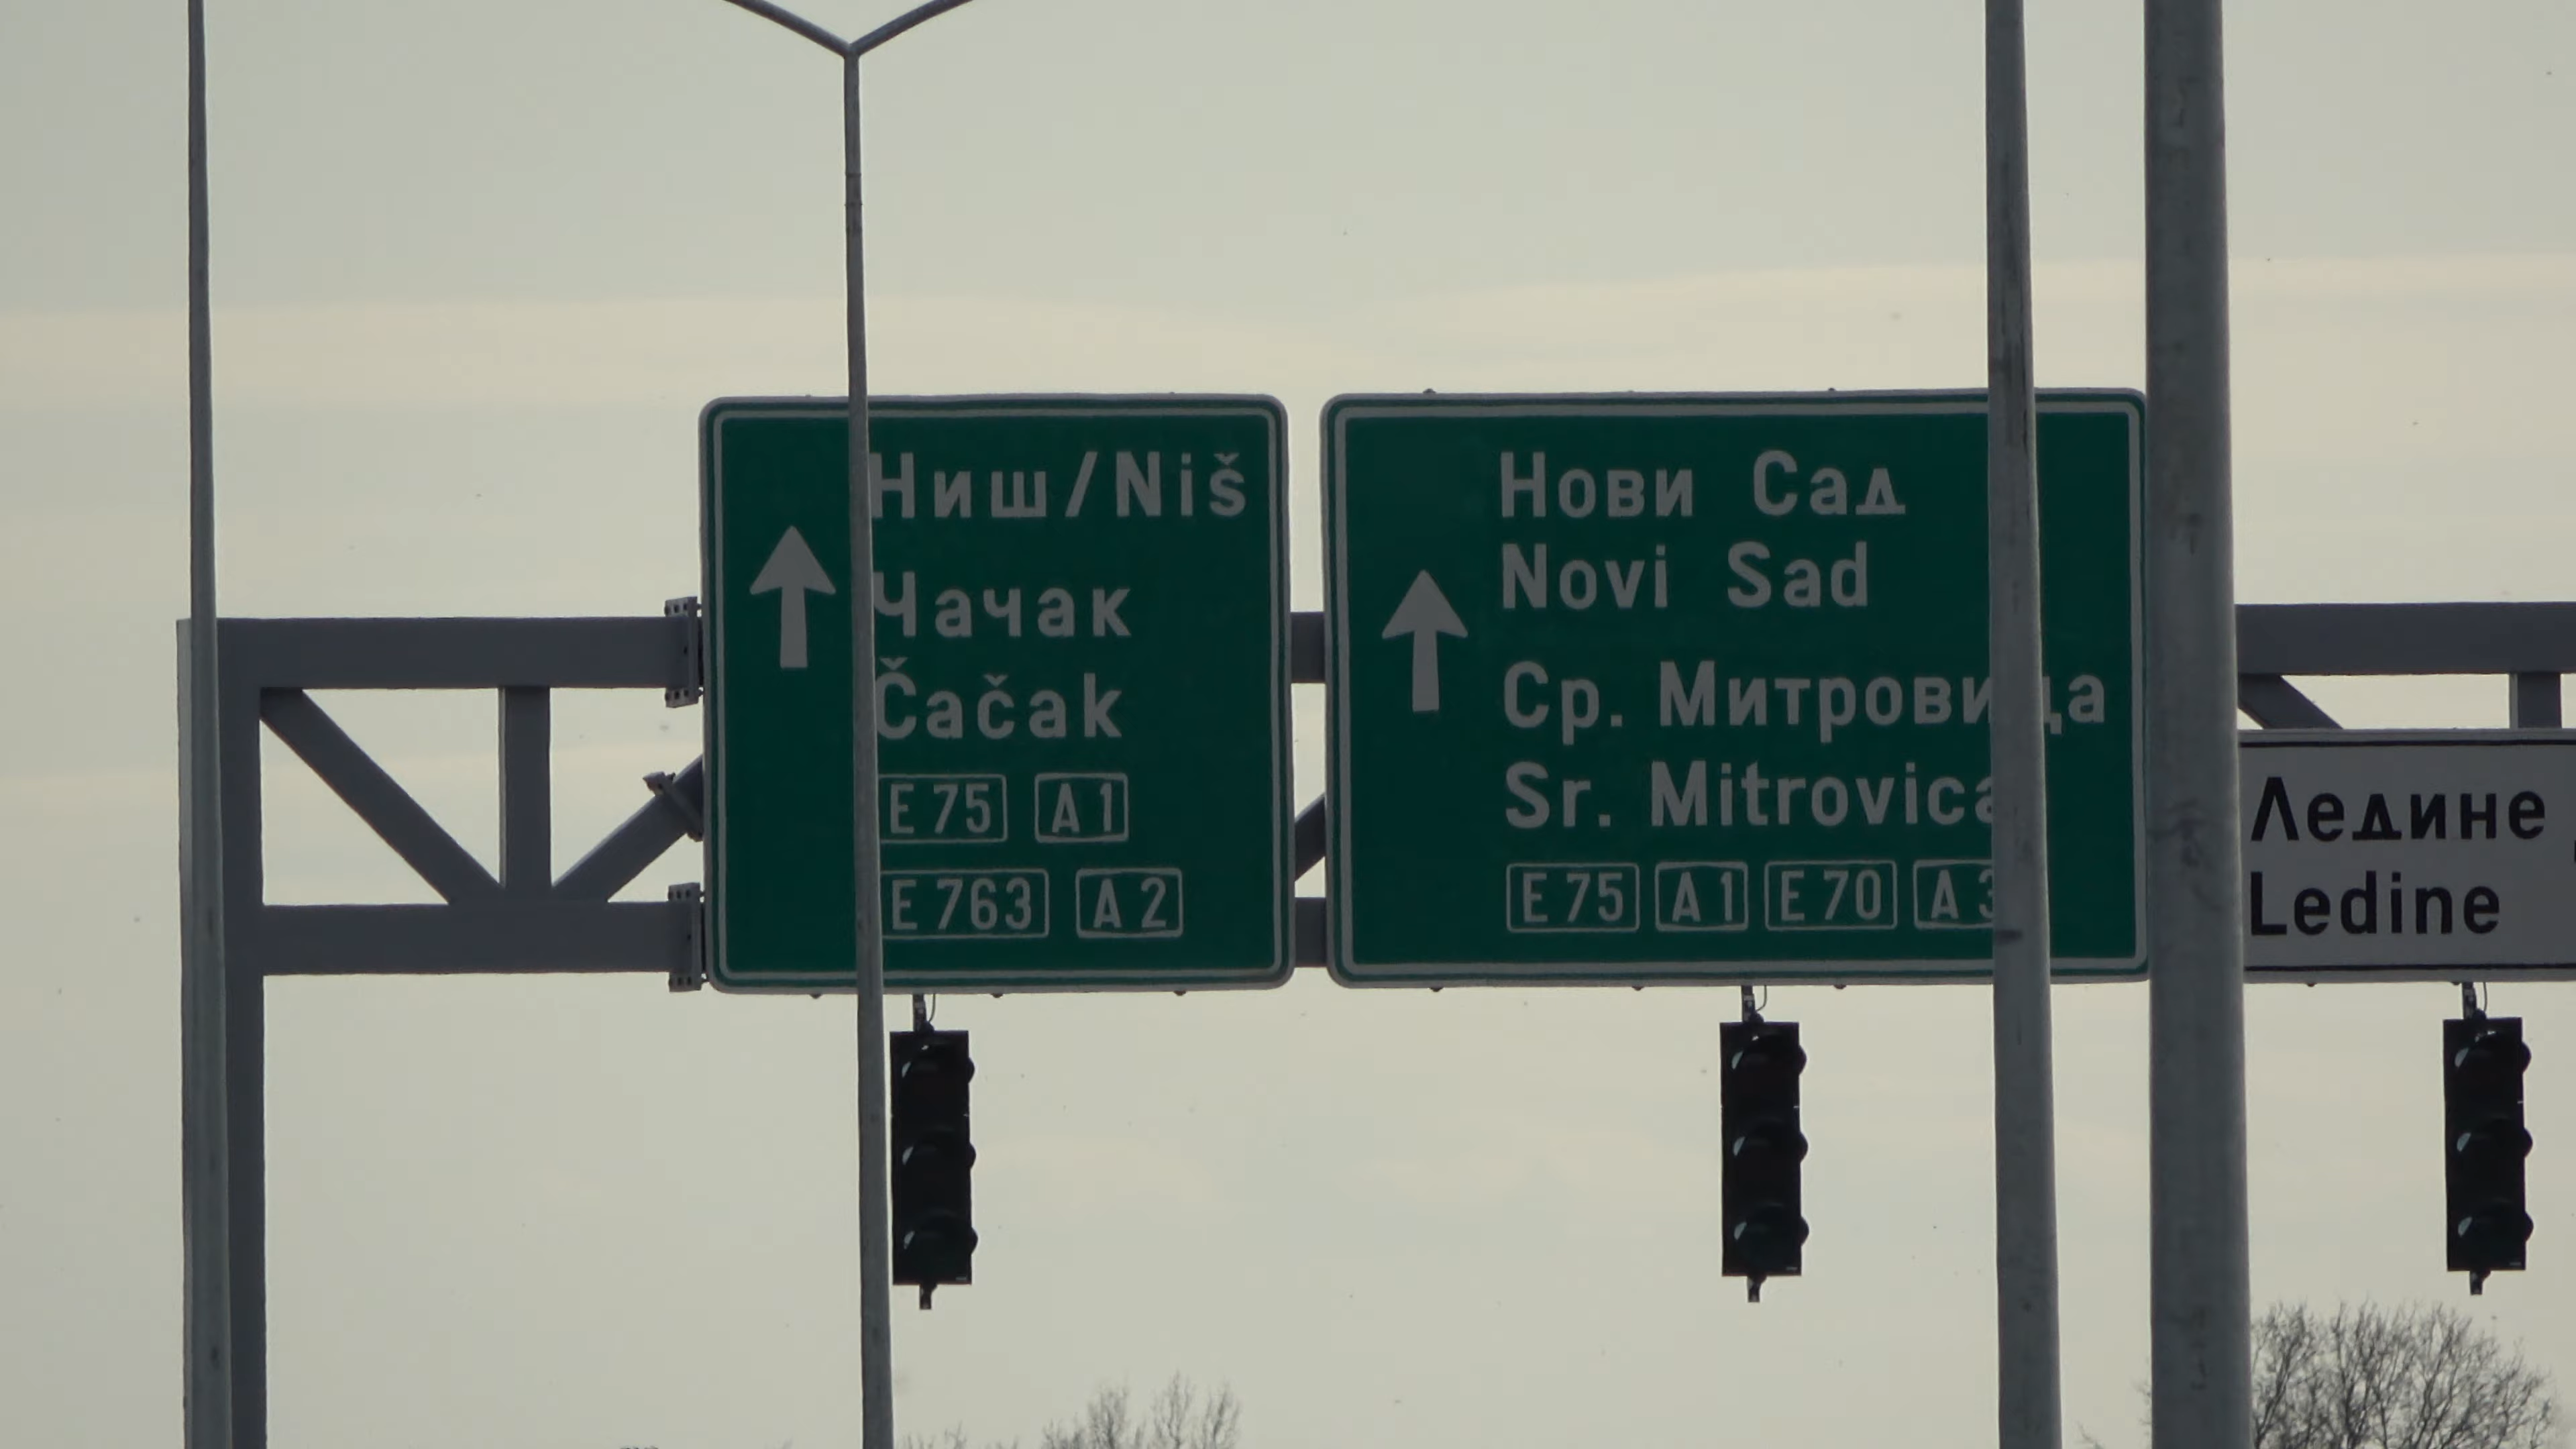 Ниш/Niš
Чачак
Čačak
E 75 A 1
E 763 A 2
Нови Сад
Novi Sad
Ср. Митровица
Sr. Mitrovica
E 75 A 1 E 70 A 3
Ледине
Ledine